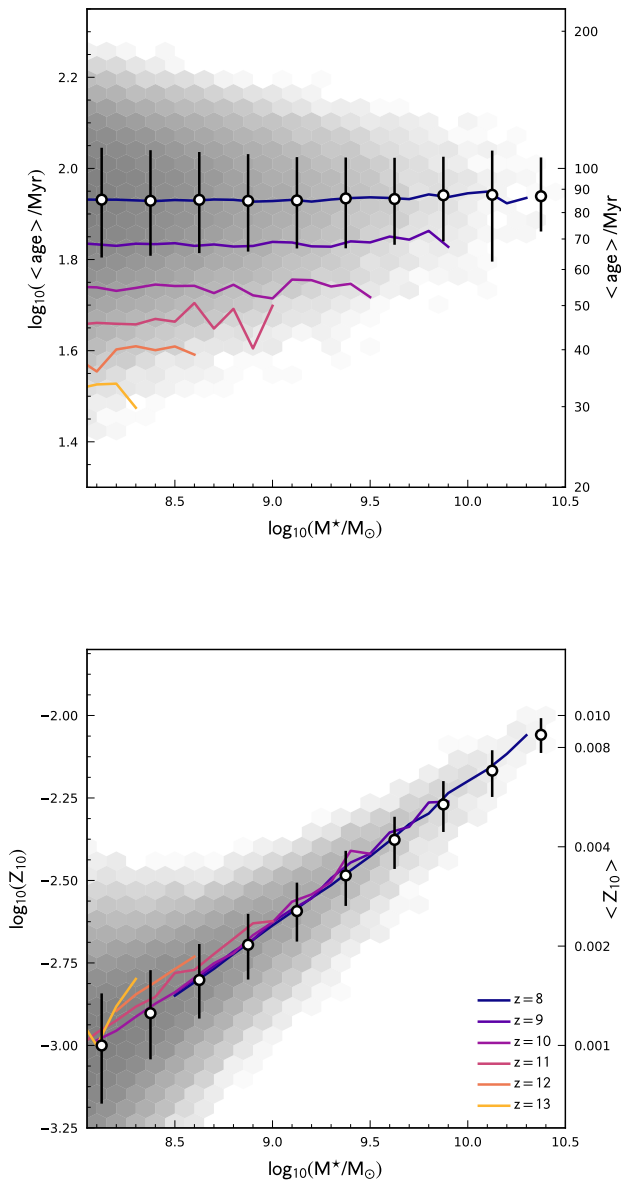 log₁₀(<age>/Myr)
2.2
2.0
1.8
1.6
1.4
200
100
90
80
70
60
50
40
30
20
<age>/Myr
8.5 9.0 9.5 10.0 10.5
log₁₀(M⋆/M☉)
log₁₀(Z₁₀)
−2.00
−2.25
−2.50
−2.75
−3.00
−3.25
0.010
0.008
0.004
0.002
0.001
<Z₁₀>
z=8
z=9
z=10
z=11
z=12
z=13
8.5 9.0 9.5 10.0 10.5
log₁₀(M⋆/M☉)